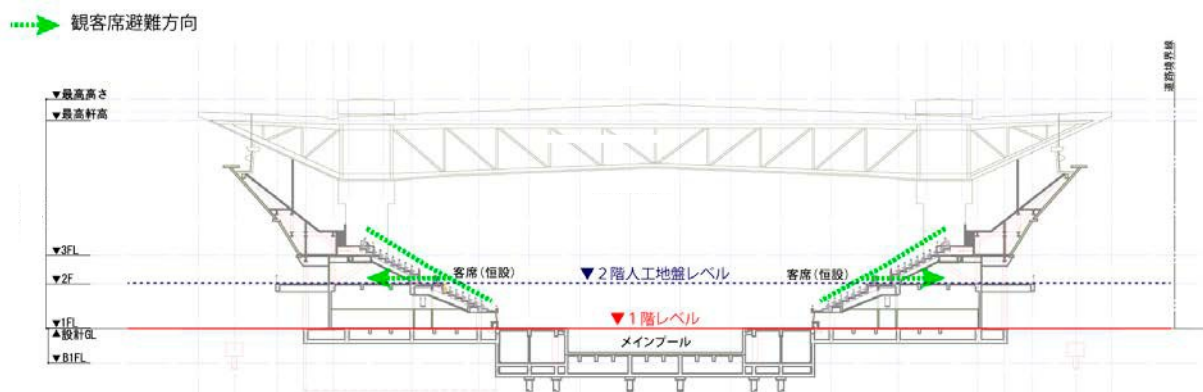 観客席避難方向
道路境界線
▼最高高さ
▼最高軒高
▼3FL
客席(恒設)
▼2階人工地盤レベル
客席(恒設)
▼2F
▼1FL
▼1階レベル
▲設計GL
メインプール
▼B1FL